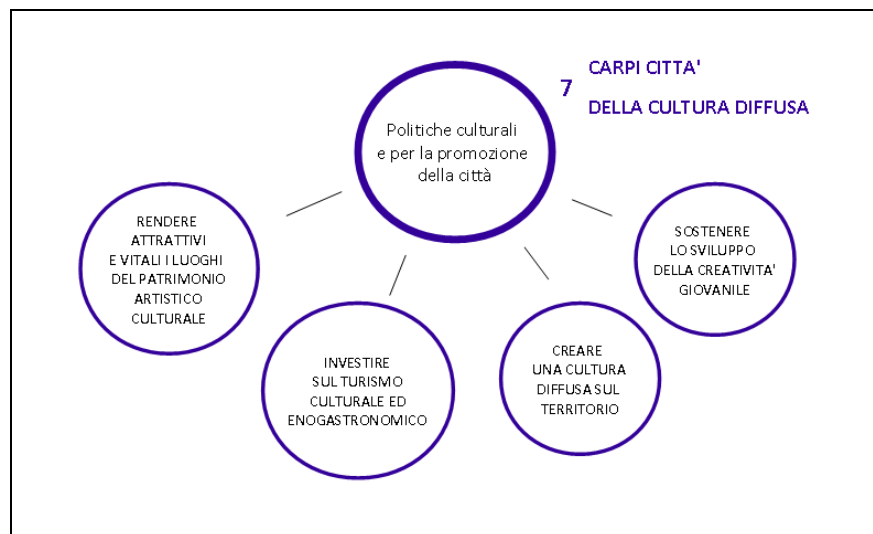 7
CARPI CITTA'
DELLA CULTURA DIFFUSA
Politiche culturali
e per la promozione
della città
RENDERE
ATTRATTIVI
E VITALI I LUOGHI
DEL PATRIMONIO
ARTISTICO
CULTURALE
INVESTIRE
SUL TURISMO
CULTURALE ED
ENOGASTRONOMICO
CREARE
UNA CULTURA
DIFFUSA SUL
TERRITORIO
SOSTENERE
LO SVILUPPO
DELLA CREATIVITA'
GIOVANILE